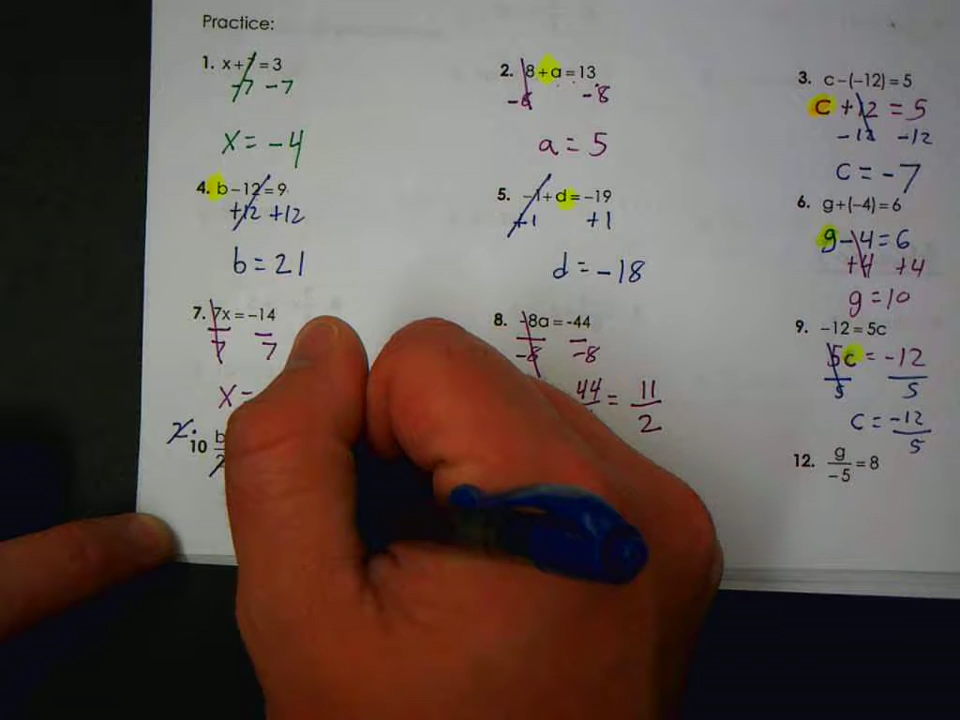 Practice:
1. x + 7 = 3
-7 -7
x = -4
2. 8 + a = 13
-8 -8
a = 5
3. c - (-12) = 5
c + 12 = 5
-12 -12
c = -7
4. b - 12 = 9
+12 +12
b = 21
5. -1 + d = -19
+1 +1
d = -18
6. g + (-4) = 6
g - 4 = 6
+4 +4
g = 10
7. 7x = -14
7 7
x =
8. -8a = -44
-8 -8
44 = 11
2
9. -12 = 5c
5c = -12
5 5
c = -12
5
2.
10 b
2
12. g = 8
-5